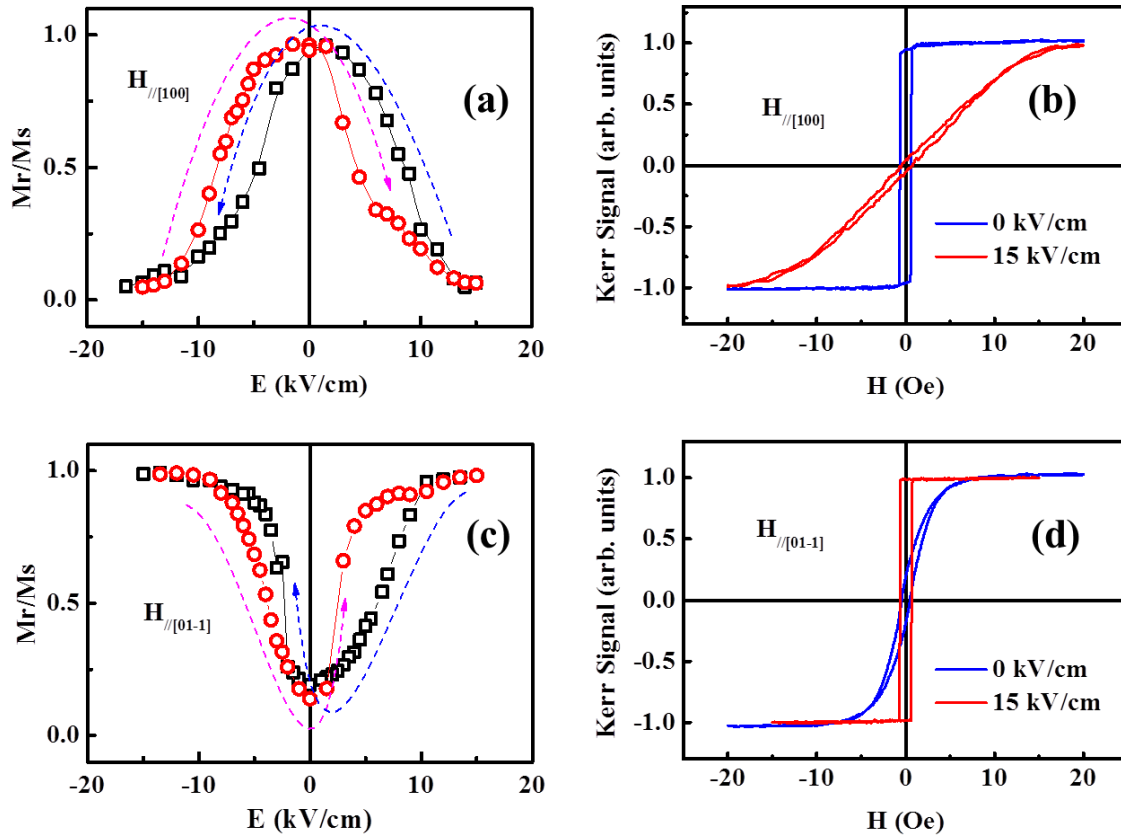 1.0
0.5
0.0
Mr/Ms
H//[100]
(a)
-20 -10 0 10 20
E (kV/cm)
1.0
0.5
0.0
-0.5
-1.0
Kerr Signal (arb. units)
H//[100]
(b)
0 kV/cm
15 kV/cm
-20 -10 0 10 20
H (Oe)
1.0
0.5
0.0
Mr/Ms
H//[01-1]
(c)
-20 -10 0 10 20
E (kV/cm)
1.0
0.5
0.0
-0.5
-1.0
Kerr Signal (arb. units)
H//[01-1]
(d)
0 kV/cm
15 kV/cm
-20 -10 0 10 20
H (Oe)